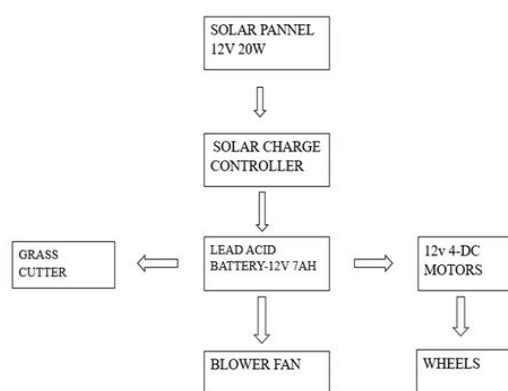 SOLAR PANNEL
12V 20W
SOLAR CHARGE
CONTROLLER
GRASS
CUTTER
LEAD ACID
BATTERY-12V 7AH
12v 4-DC
MOTORS
BLOWER FAN
WHEELS